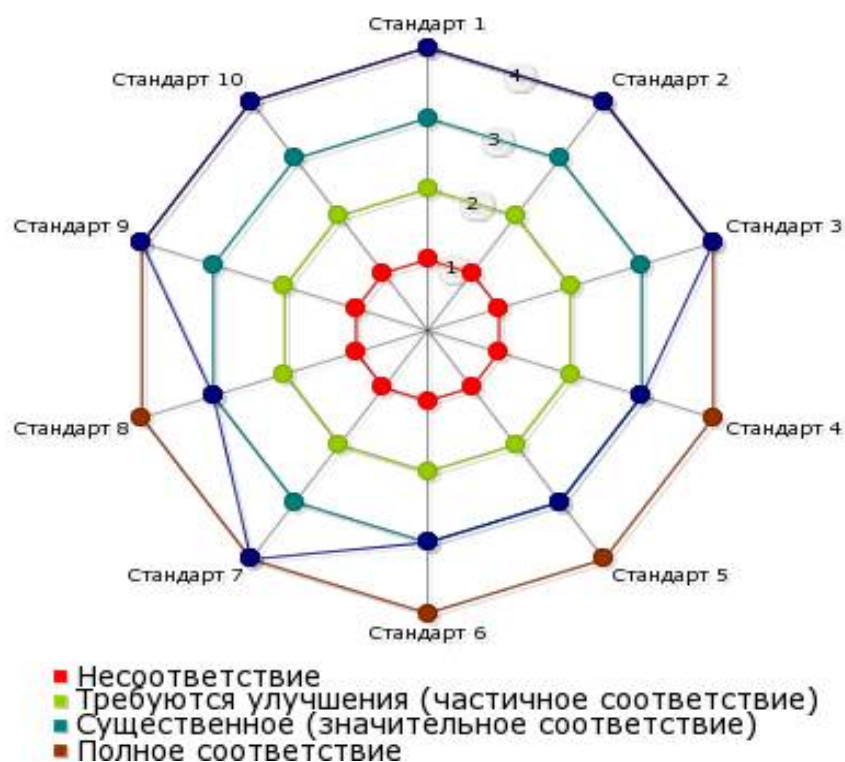 Стандарт 1
Стандарт 10
4
Стандарт 2
3
Стандарт 9
2
Стандарт 3
1
Стандарт 8
Стандарт 4
Стандарт 7
Стандарт 5
Стандарт 6
Несоответствие
Требуются улучшения (частичное соответствие)
Существенное (значительное соответствие)
Полное соответствие